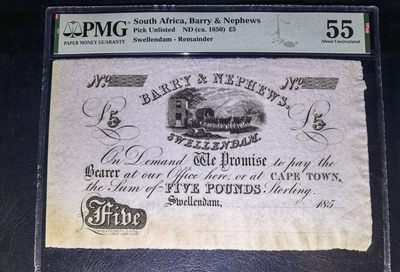 PMG
PAPER MONEY GUARANTY
South Africa, Barry & Nephews
Pick Unlisted ND (ca. 1850) £5
Swellendam - Remainder
55
About Uncirculated
No
No
BARRY & NEPHEWS,
£5
£5
SWELLENDAM.
On Demand We Promise to pay the
Bearer at our Office here, or at CAPE TOWN,
the Sum of FIVE POUNDS Sterling.
Swellendam,
185
Five